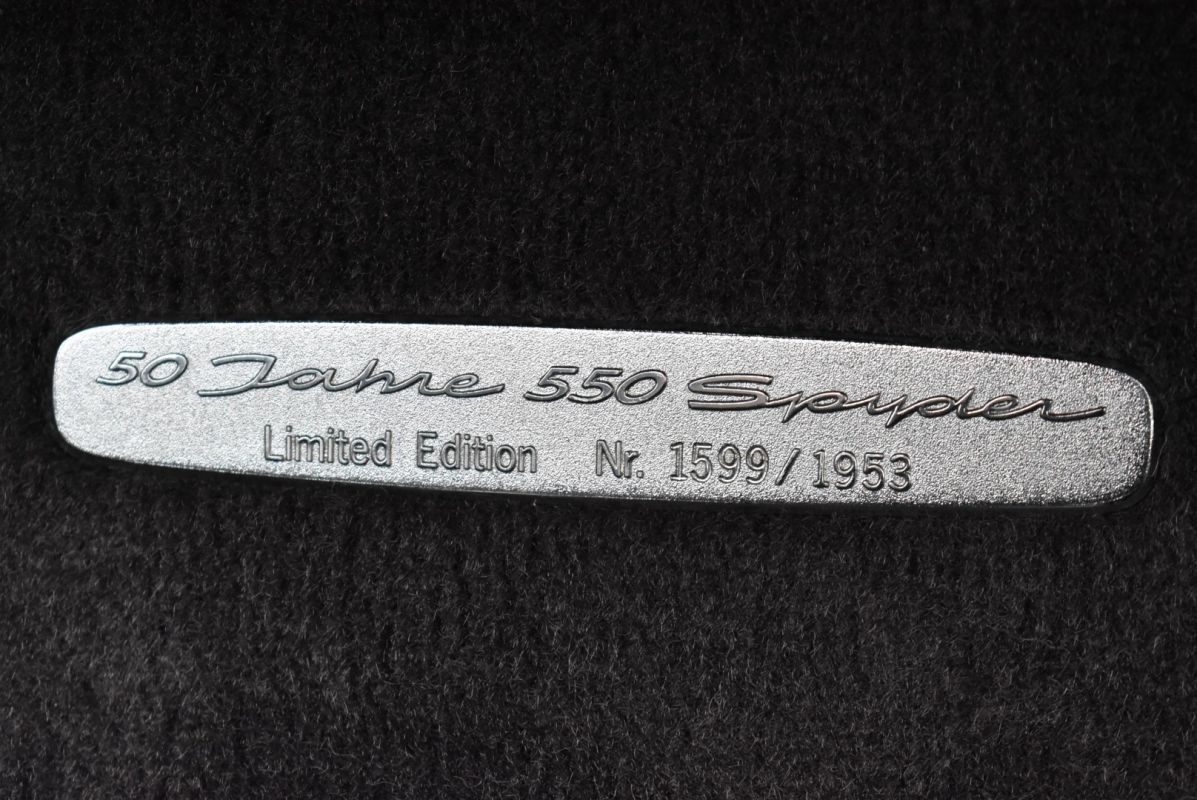 50 Jahre 550 Spyder
Limited Edition Nr. 1599/1953